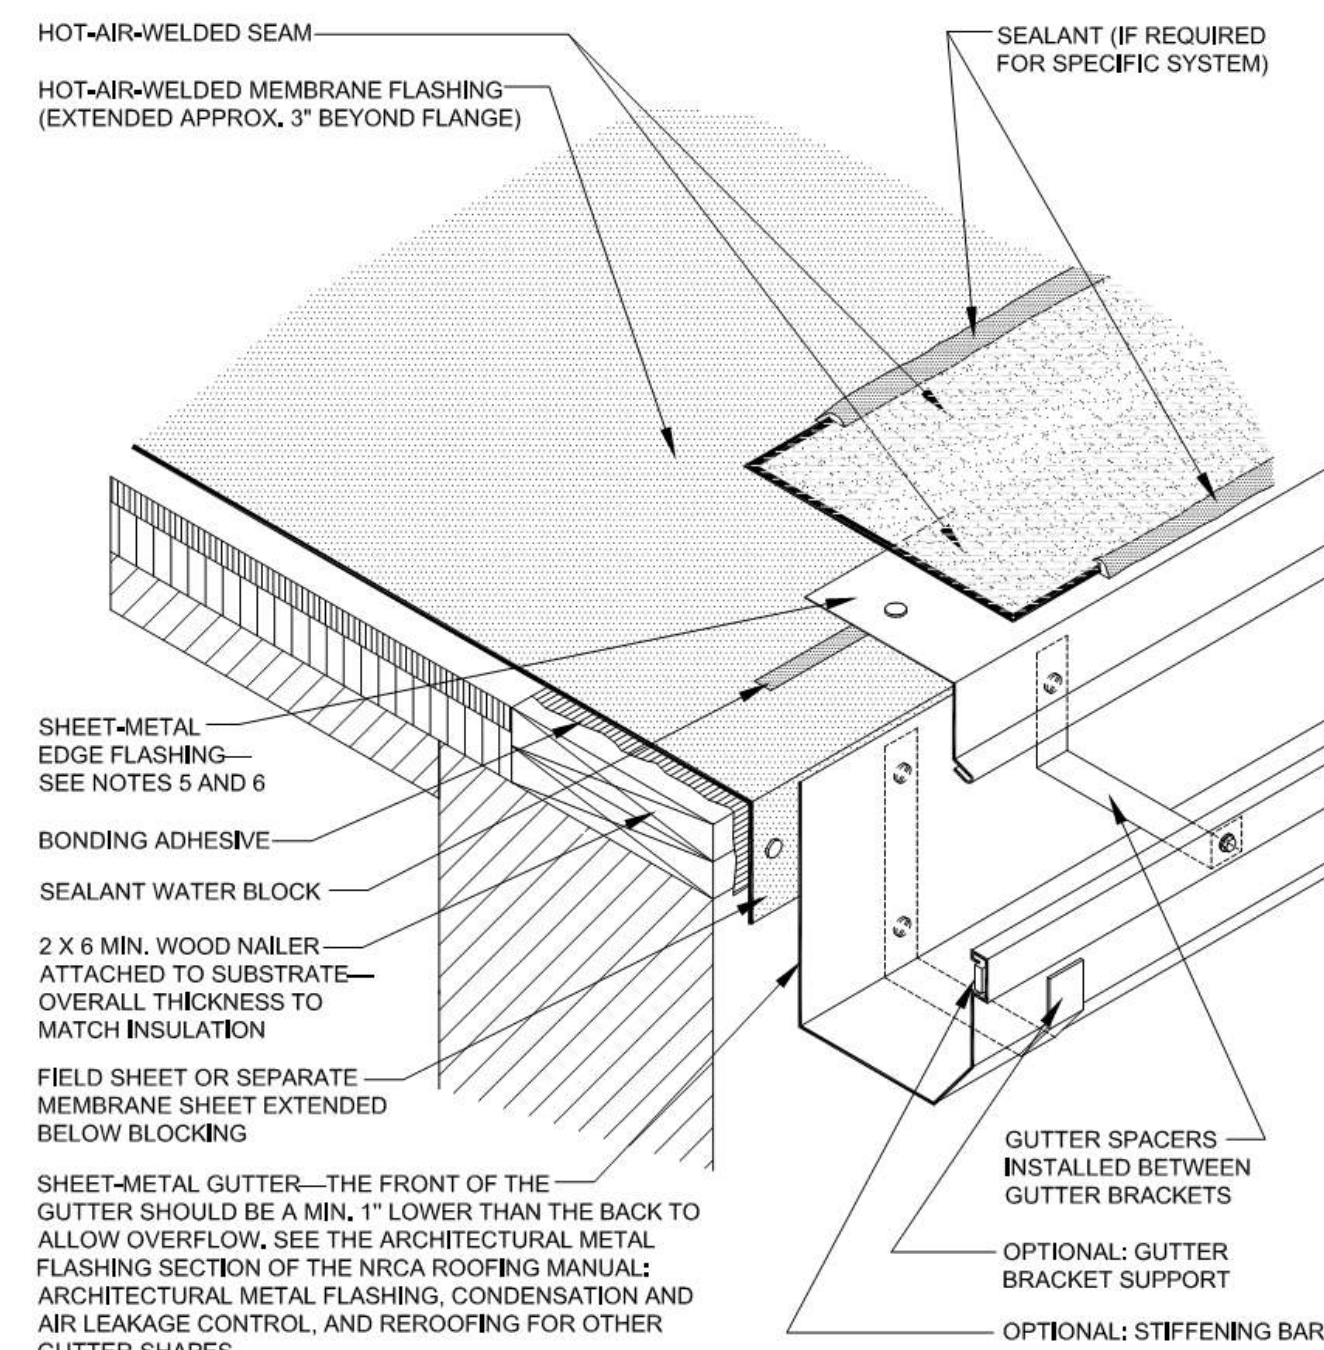 HOT-AIR-WELDED SEAM
HOT-AIR-WELDED MEMBRANE FLASHING
(EXTENDED APPROX. 3" BEYOND FLANGE)
SEALANT (IF REQUIRED
FOR SPECIFIC SYSTEM)
SHEET-METAL
EDGE FLASHING—
SEE NOTES 5 AND 6
BONDING ADHESIVE
SEALANT WATER BLOCK
2 X 6 MIN. WOOD NAILER
ATTACHED TO SUBSTRATE—
OVERALL THICKNESS TO
MATCH INSULATION
FIELD SHEET OR SEPARATE
MEMBRANE SHEET EXTENDED
BELOW BLOCKING
SHEET-METAL GUTTER—THE FRONT OF THE
GUTTER SHOULD BE A MIN. 1" LOWER THAN THE BACK TO
ALLOW OVERFLOW. SEE THE ARCHITECTURAL METAL
FLASHING SECTION OF THE NRCA ROOFING MANUAL:
ARCHITECTURAL METAL FLASHING, CONDENSATION AND
AIR LEAKAGE CONTROL, AND REROOFING FOR OTHER
GUTTER SHAPES
GUTTER SPACERS
INSTALLED BETWEEN
GUTTER BRACKETS
OPTIONAL: GUTTER
BRACKET SUPPORT
OPTIONAL: STIFFENING BAR